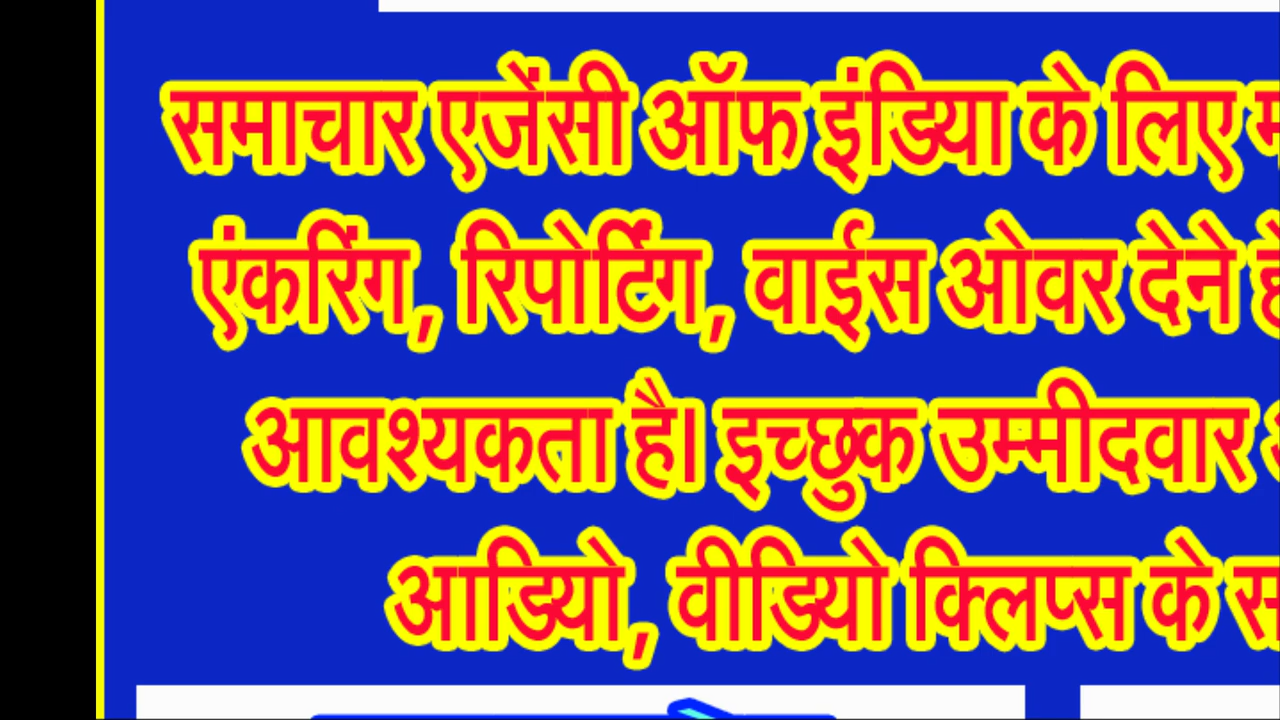 समाचार एजेंसी ऑफ इंडिया के लिए
एंकरिंग, रिपोर्टिंग, वाईस ओवर देने
आवश्यकता है। इच्छुक उम्मीदवार
आडियो, वीडियो क्लिप्स के